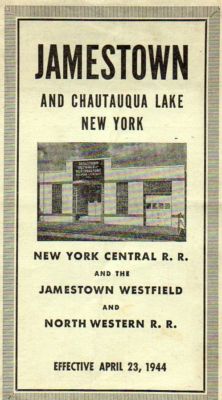 JAMESTOWN
AND CHAUTAUQUA LAKE
NEW YORK
NEW YORK CENTRAL R. R.
AND THE
JAMESTOWN WESTFIELD
AND
NORTH WESTERN R. R.
EFFECTIVE APRIL 23, 1944